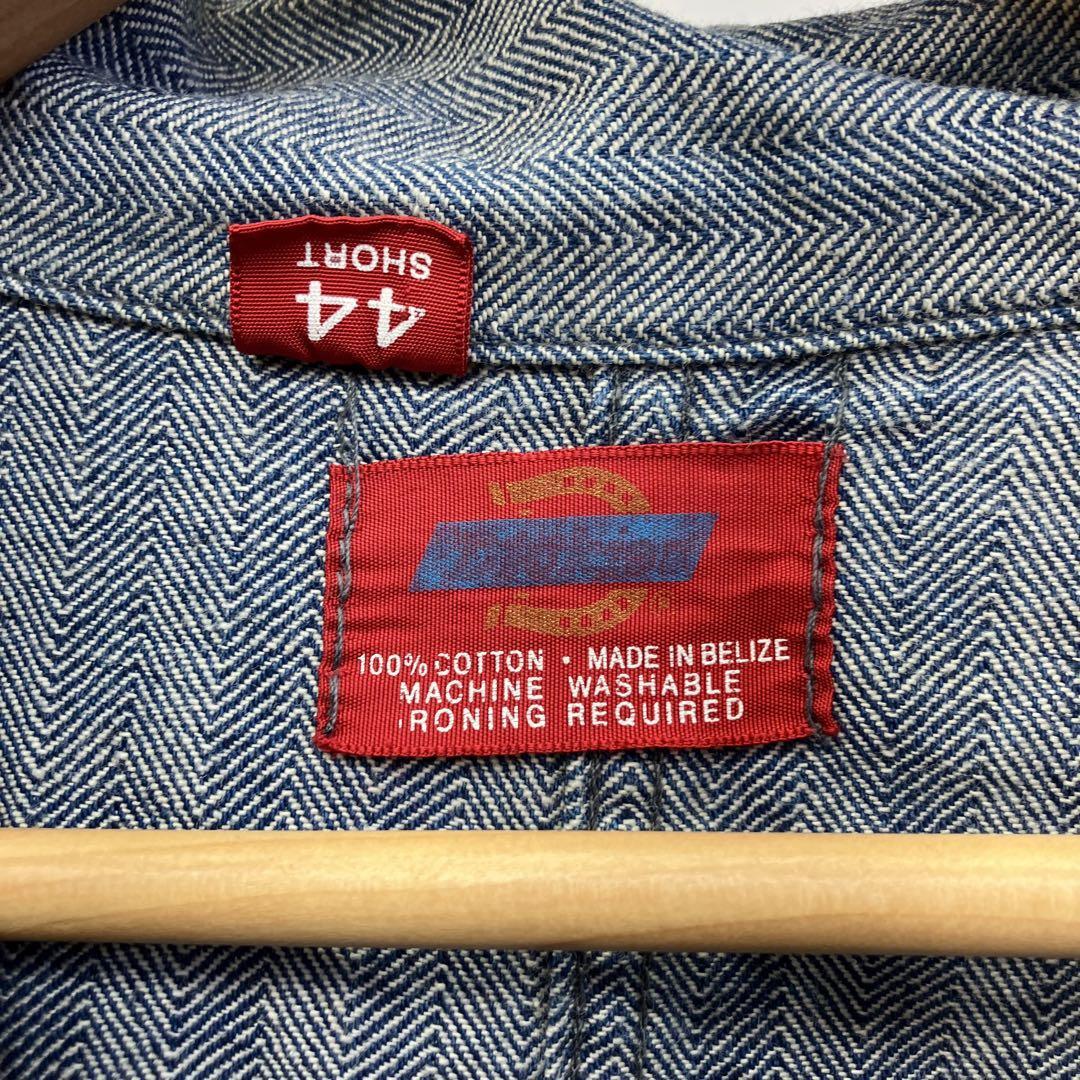 44
SHORT
100% COTTON • MADE IN BELIZE
MACHINE WASHABLE
IRONING REQUIRED